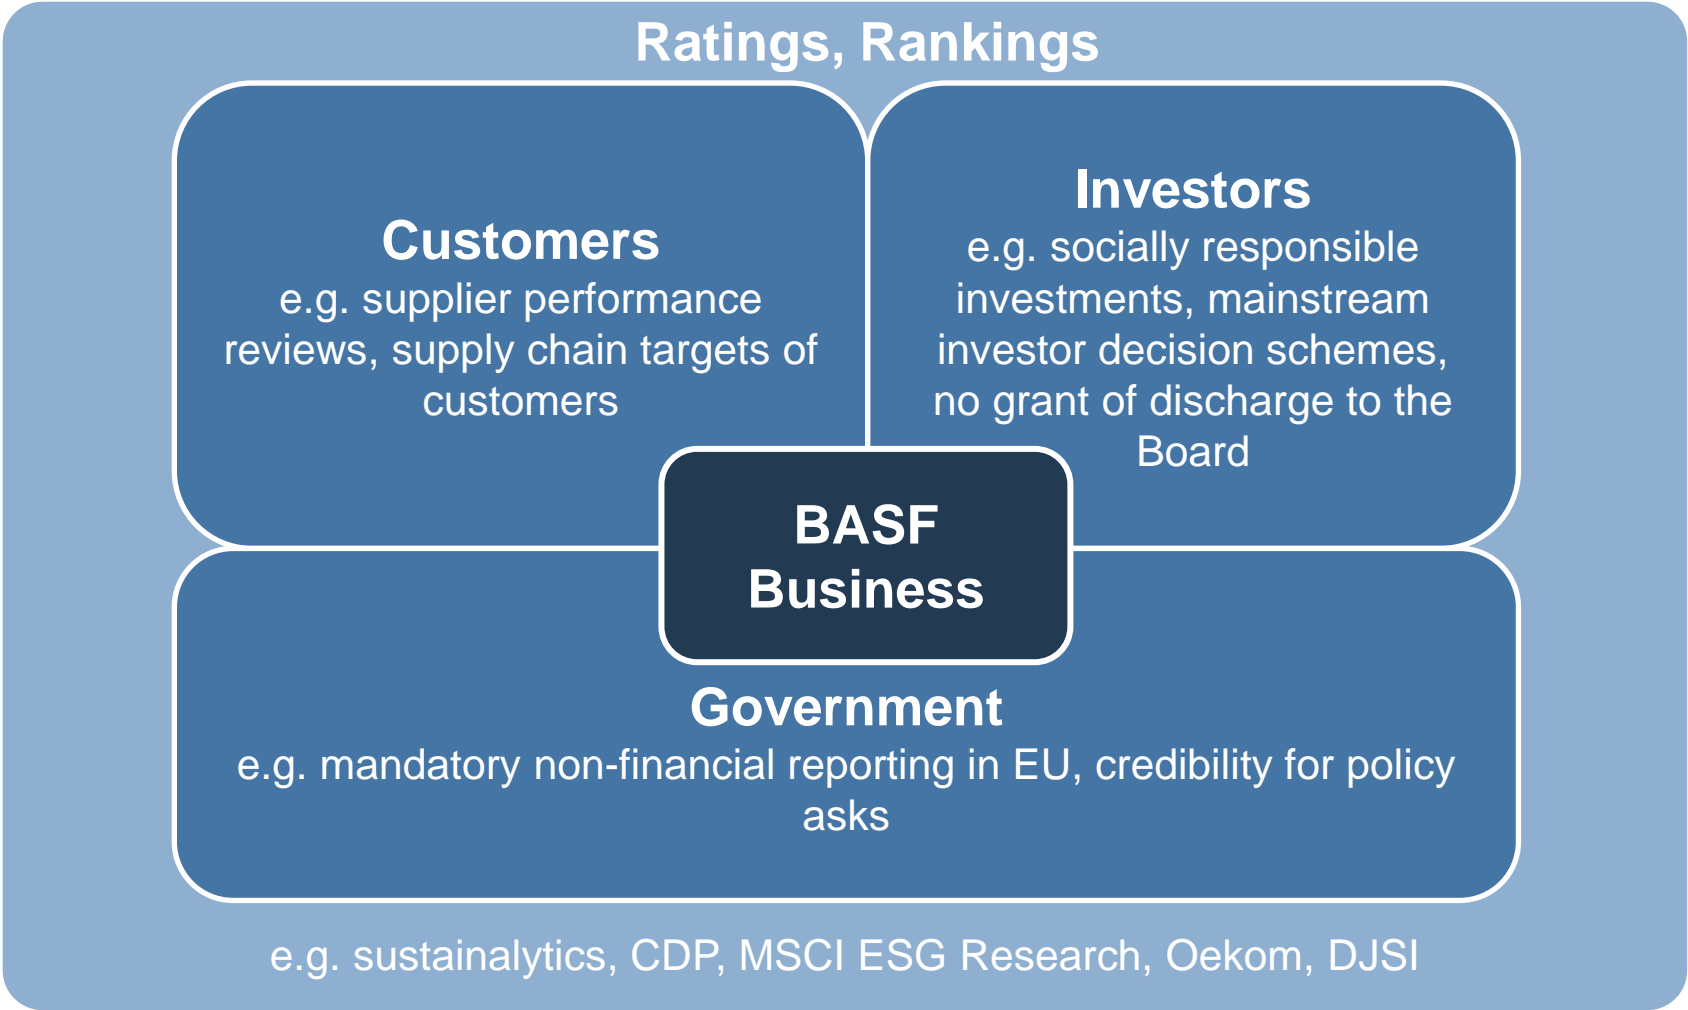 Ratings, Rankings
Customers
e.g. supplier performance
reviews, supply chain targets of
customers
Investors
e.g. socially responsible
investments, mainstream
investor decision schemes,
no grant of discharge to the
Board
BASF
Business
Government
e.g. mandatory non-financial reporting in EU, credibility for policy
asks
e.g. sustainalytics, CDP, MSCI ESG Research, Oekom, DJSI